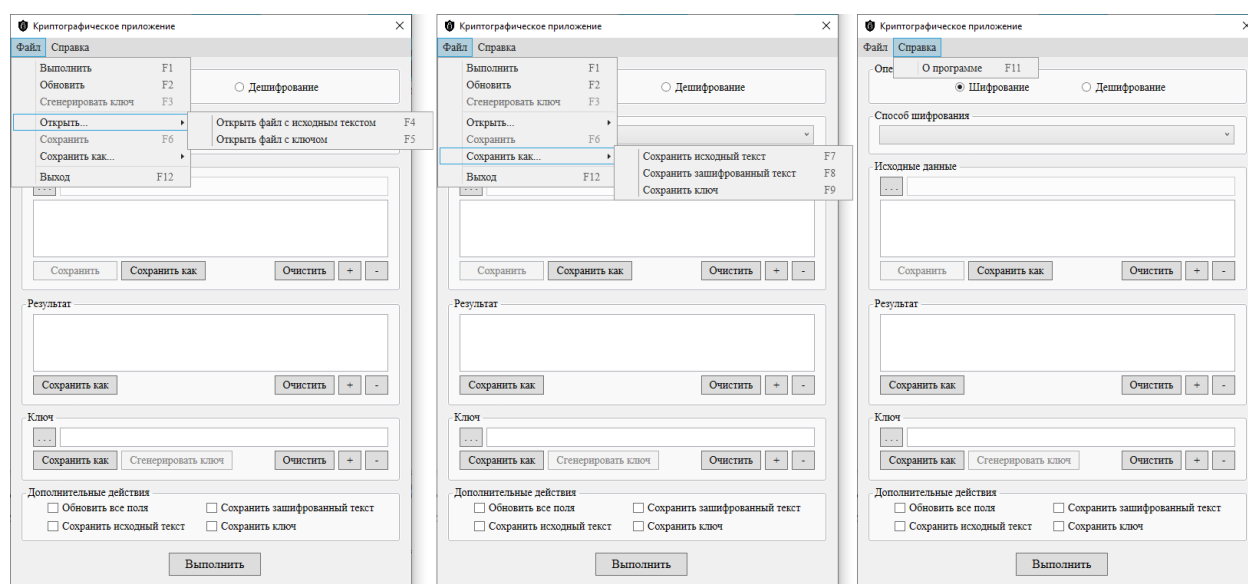 Криптографическое приложение
Файл Справка
Выполнить F1
Обновить F2
Сгенерировать ключ F3
Дешифрование
Открыть...
Открыть файл с исходным текстом F4
Сохранить F6
Открыть файл с ключом F5
Сохранить как...
Выход F12
...
Сохранить Сохранить как Очистить + -
Результат
Сохранить как Очистить + -
Ключ
...
Сохранить как Сгенерировать ключ Очистить + -
Дополнительные действия
Обновить все поля Сохранить зашифрованный текст
Сохранить исходный текст Сохранить ключ
Выполнить
Криптографическое приложение
Файл Справка
Выполнить F1
Обновить F2
Сгенерировать ключ F3
Дешифрование
Открыть...
Сохранить F6
Сохранить как...
Сохранить исходный текст F7
Сохранить зашифрованный текст F8
Выход F12
Сохранить ключ F9
...
Сохранить Сохранить как Очистить + -
Результат
Сохранить как Очистить + -
Ключ
...
Сохранить как Сгенерировать ключ Очистить + -
Дополнительные действия
Обновить все поля Сохранить зашифрованный текст
Сохранить исходный текст Сохранить ключ
Выполнить
Криптографическое приложение
Файл Справка
Опе
О программе F11
Шифрование Дешифрование
Способ шифрования
Исходные данные
...
Сохранить Сохранить как Очистить + -
Результат
Сохранить как Очистить + -
Ключ
...
Сохранить как Сгенерировать ключ Очистить + -
Дополнительные действия
Обновить все поля Сохранить зашифрованный текст
Сохранить исходный текст Сохранить ключ
Выполнить